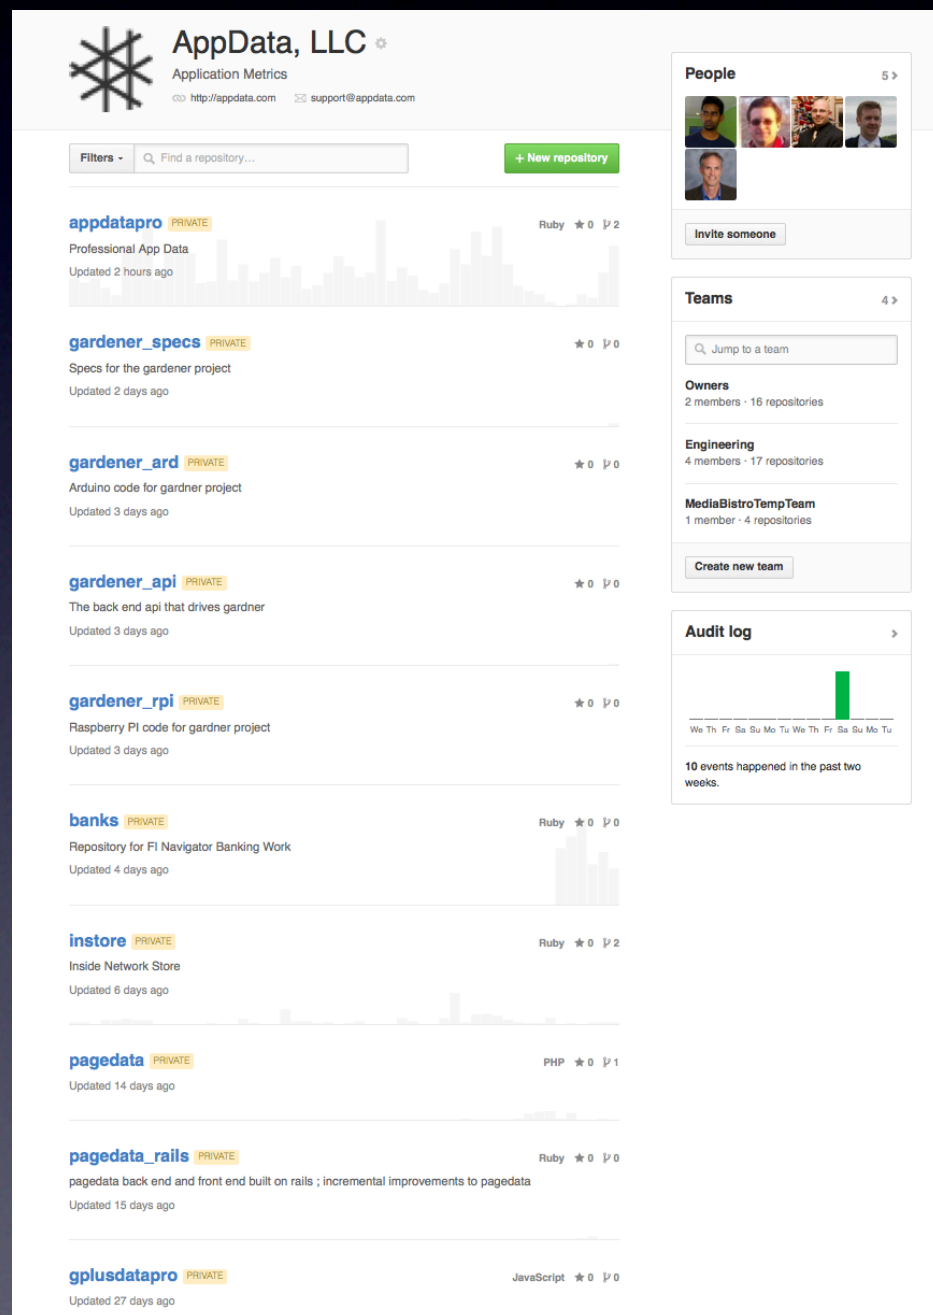 AppData, LLC
Application Metrics
http://appdata.com support@appdata.com
Filters Find a repository...
+ New repository
appdatapro PRIVATE Ruby 0 2
Professional App Data
Updated 2 hours ago
gardener_specs PRIVATE 0 0
Specs for the gardener project
Updated 2 days ago
gardener_ard PRIVATE 0 0
Arduino code for gardner project
Updated 3 days ago
gardener_api PRIVATE 0 0
The back end api that drives gardner
Updated 3 days ago
gardener_rpi PRIVATE 0 0
Raspberry PI code for gardner project
Updated 3 days ago
banks PRIVATE Ruby 0 0
Repository for FI Navigator Banking Work
Updated 4 days ago
instore PRIVATE Ruby 0 2
Inside Network Store
Updated 6 days ago
pagedata PRIVATE PHP 0 1
Updated 14 days ago
pagedata_rails PRIVATE Ruby 0 0
pagedata back end and front end built on rails ; incremental improvements to pagedata
Updated 15 days ago
gplusdatapro PRIVATE JavaScript 0 0
Updated 27 days ago
People 5
Invite someone
Teams 4
Jump to a team
Owners
2 members · 16 repositories
Engineering
4 members · 17 repositories
MediaBistroTempTeam
1 member · 4 repositories
Create new team
Audit log
We Th Fr Sa Su Mo Tu We Th Fr Sa Su Mo Tu
10 events happened in the past two
weeks.